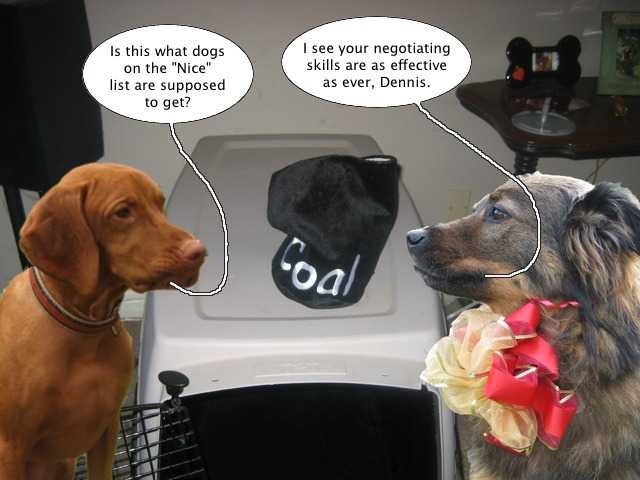 Is this what dogs
on the "Nice"
list are supposed
to get?
I see your negotiating
skills are as effective
as ever, Dennis.
Coal